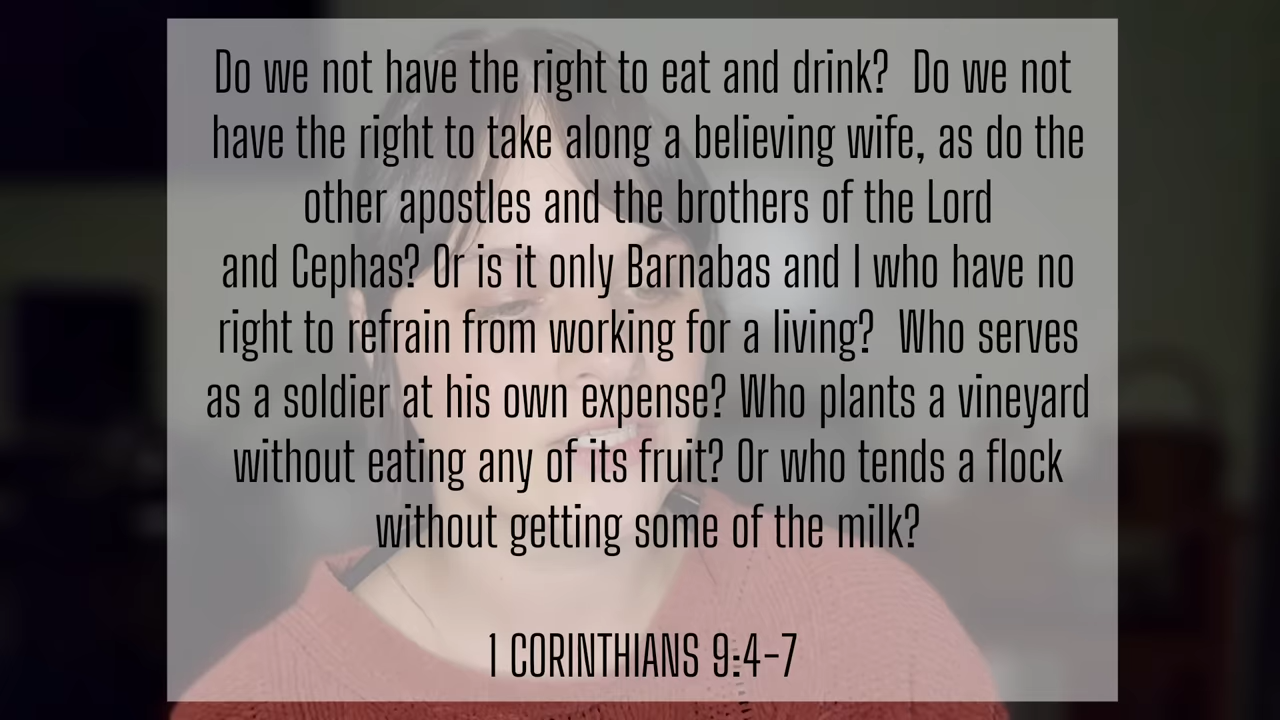 Do we not have the right to eat and drink?  Do we not
have the right to take along a believing wife, as do the
other apostles and the brothers of the Lord
and Cephas? Or is it only Barnabas and I who have no
right to refrain from working for a living?  Who serves
as a soldier at his own expense? Who plants a vineyard
without eating any of its fruit? Or who tends a flock
without getting some of the milk?
1 CORINTHIANS 9:4-7